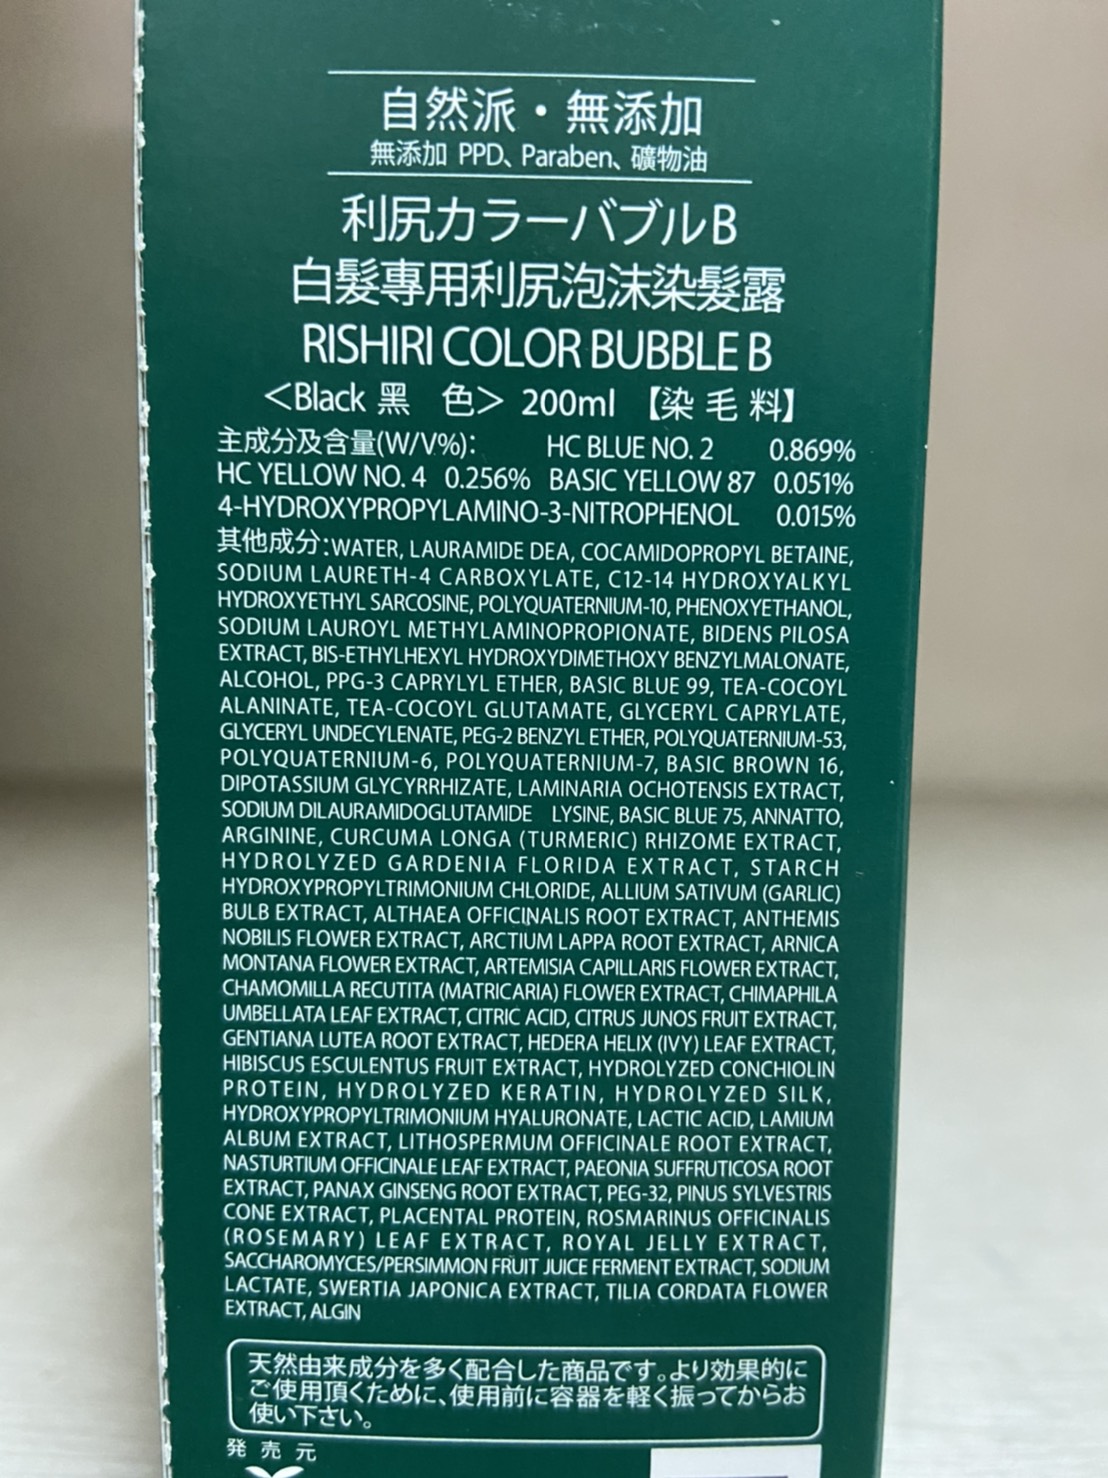 自然派・無添加
無添加 PPD、Paraben、礦物油
利尻カラーバブルB
白髮專用利尻泡沫染髮露
RISHIRI COLOR BUBBLE B
＜Black 黑　色＞ 200ml 【染 毛 料】
主成分及含量(W/V%)： HC BLUE NO. 2 0.869%
HC YELLOW NO. 4 0.256% BASIC YELLOW 87 0.051%
4-HYDROXYPROPYLAMINO-3-NITROPHENOL 0.015%
其他成分：WATER, LAURAMIDE DEA, COCAMIDOPROPYL BETAINE,
SODIUM LAURETH-4 CARBOXYLATE, C12-14 HYDROXYALKYL
HYDROXYETHYL SARCOSINE, POLYQUATERNIUM-10, PHENOXYETHANOL,
SODIUM LAUROYL METHYLAMINOPROPIONATE, BIDENS PILOSA
EXTRACT, BIS-ETHYLHEXYL HYDROXYDIMETHOXY BENZYLMALONATE,
ALCOHOL, PPG-3 CAPRYLYL ETHER, BASIC BLUE 99, TEA-COCOYL
ALANINATE, TEA-COCOYL GLUTAMATE, GLYCERYL CAPRYLATE,
GLYCERYL UNDECYLENATE, PEG-2 BENZYL ETHER, POLYQUATERNIUM-53,
POLYQUATERNIUM-6, POLYQUATERNIUM-7, BASIC BROWN 16,
DIPOTASSIUM GLYCYRRHIZATE, LAMINARIA OCHOTENSIS EXTRACT,
SODIUM DILAURAMIDOGLUTAMIDE LYSINE, BASIC BLUE 75, ANNATTO,
ARGININE, CURCUMA LONGA (TURMERIC) RHIZOME EXTRACT,
HYDROLYZED GARDENIA FLORIDA EXTRACT, STARCH
HYDROXYPROPYLTRIMONIUM CHLORIDE, ALLIUM SATIVUM (GARLIC)
BULB EXTRACT, ALTHAEA OFFICINALIS ROOT EXTRACT, ANTHEMIS
NOBILIS FLOWER EXTRACT, ARCTIUM LAPPA ROOT EXTRACT, ARNICA
MONTANA FLOWER EXTRACT, ARTEMISIA CAPILLARIS FLOWER EXTRACT,
CHAMOMILLA RECUTITA (MATRICARIA) FLOWER EXTRACT, CHIMAPHILA
UMBELLATA LEAF EXTRACT, CITRIC ACID, CITRUS JUNOS FRUIT EXTRACT,
GENTIANA LUTEA ROOT EXTRACT, HEDERA HELIX (IVY) LEAF EXTRACT,
HIBISCUS ESCULENTUS FRUIT EXTRACT, HYDROLYZED CONCHIOLIN
PROTEIN, HYDROLYZED KERATIN, HYDROLYZED SILK,
HYDROXYPROPYLTRIMONIUM HYALURONATE, LACTIC ACID, LAMIUM
ALBUM EXTRACT, LITHOSPERMUM OFFICINALE ROOT EXTRACT,
NASTURTIUM OFFICINALE LEAF EXTRACT, PAEONIA SUFFRUTICOSA ROOT
EXTRACT, PANAX GINSENG ROOT EXTRACT, PEG-32, PINUS SYLVESTRIS
CONE EXTRACT, PLACENTAL PROTEIN, ROSMARINUS OFFICINALIS
(ROSEMARY) LEAF EXTRACT, ROYAL JELLY EXTRACT,
SACCHAROMYCES/PERSIMMON FRUIT JUICE FERMENT EXTRACT, SODIUM
LACTATE, SWERTIA JAPONICA EXTRACT, TILIA CORDATA FLOWER
EXTRACT, ALGIN
天然由来成分を多く配合した商品です。より効果的に
ご使用頂くために、使用前に容器を軽く振ってからお
使い下さい。
発 売 元